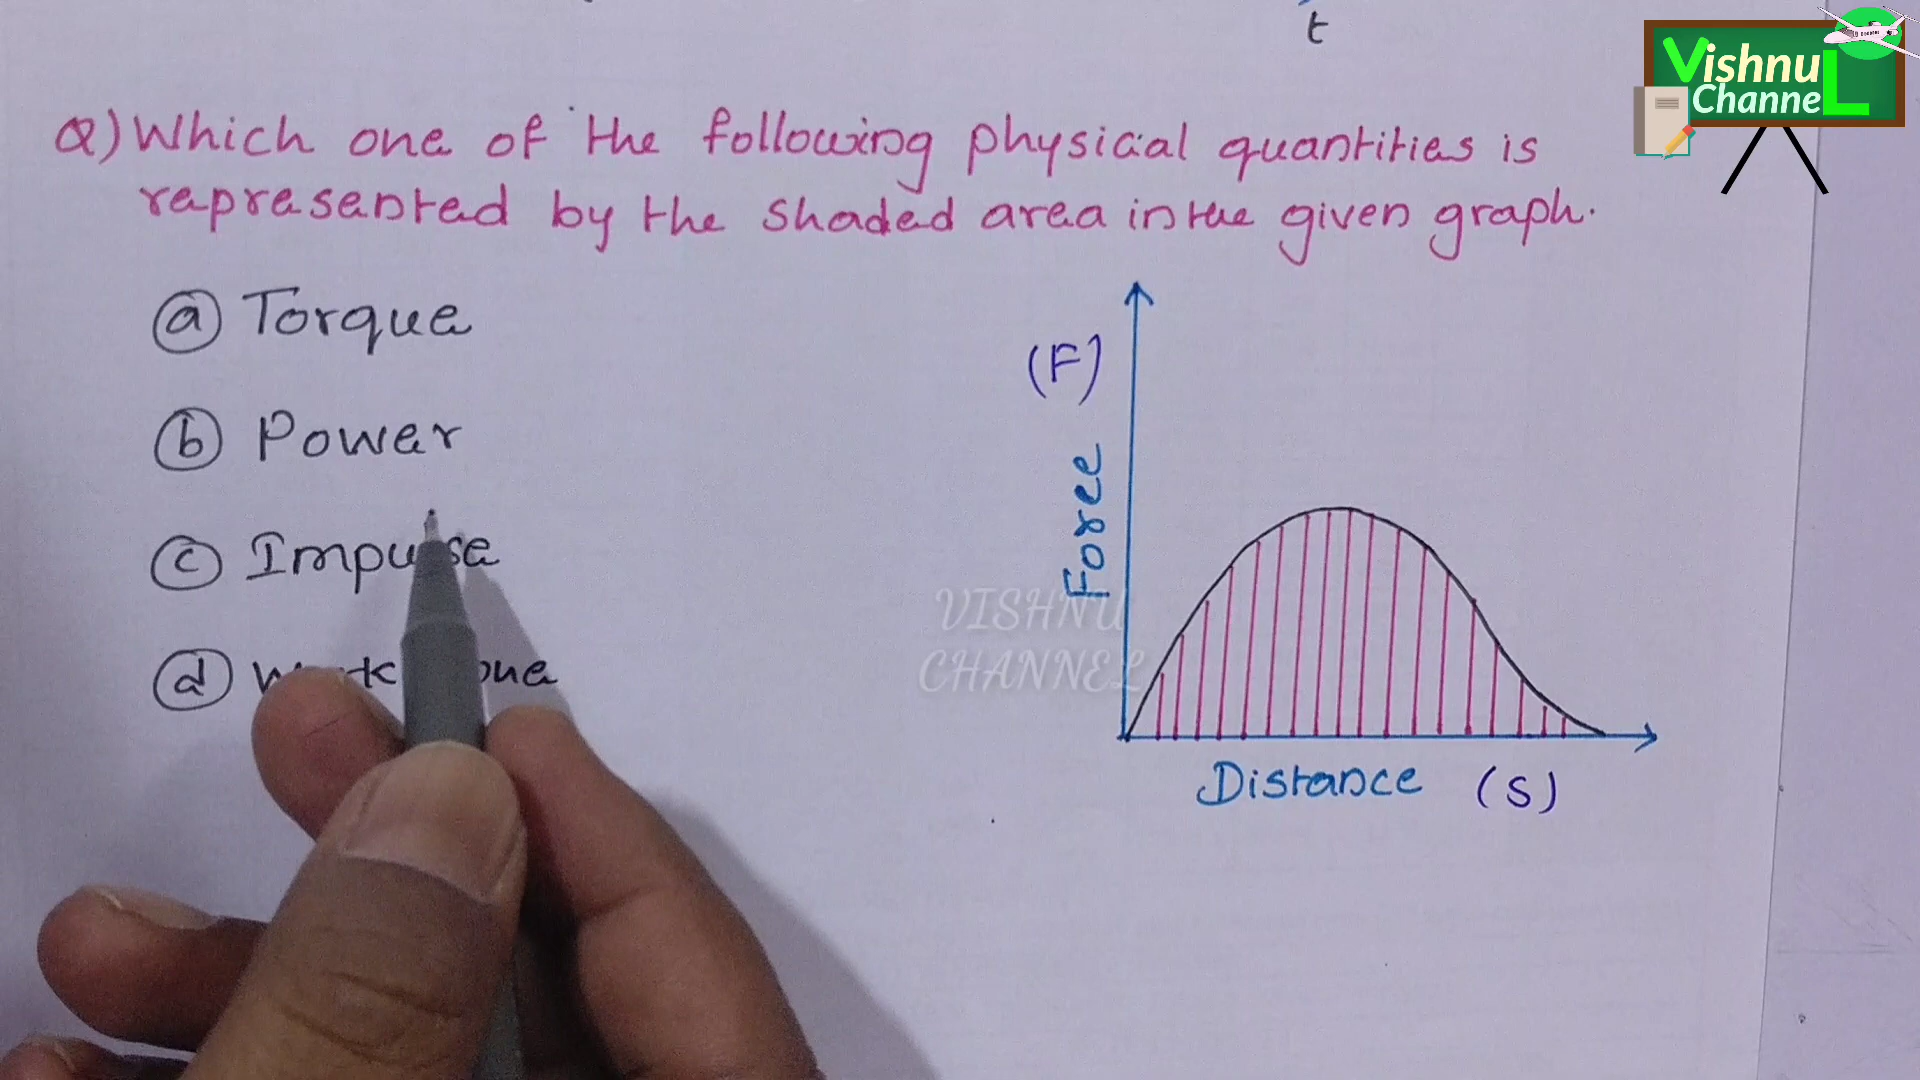 t
Vishnu
Channel
Q) Which one of the following physical quantities is
represented by the shaded area in the given graph.
(a) Torque
(b) Power
(c)
(d)
(F)
Force
VISHNU
CHANNEL
Distance (S)